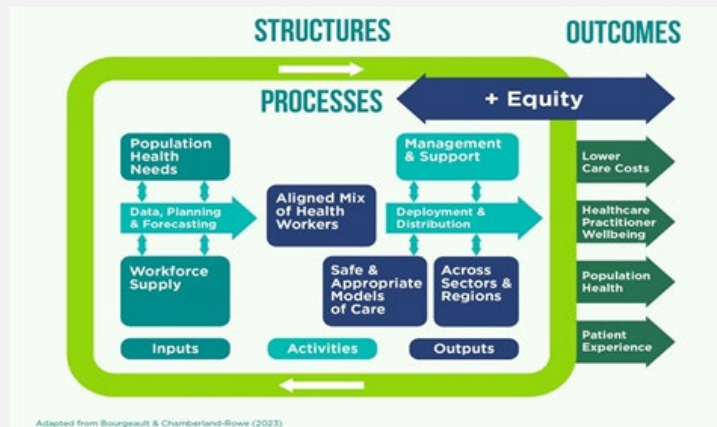 STRUCTURES
OUTCOMES
PROCESSES
+ Equity
Population
Health
Needs
Management
& Support
Lower
Care Costs
Data, Planning
& Forecasting
Aligned Mix
of Health
Workers
Deployment &
Distribution
Healthcare
Practitioner
Wellbeing
Workforce
Supply
Safe &
Appropriate
Models
of Care
Across
Sectors &
Regions
Population
Health
Inputs
Activities
Outputs
Patient
Experience
Adapted from Bourgeault & Chamberland-Rowe (2023)